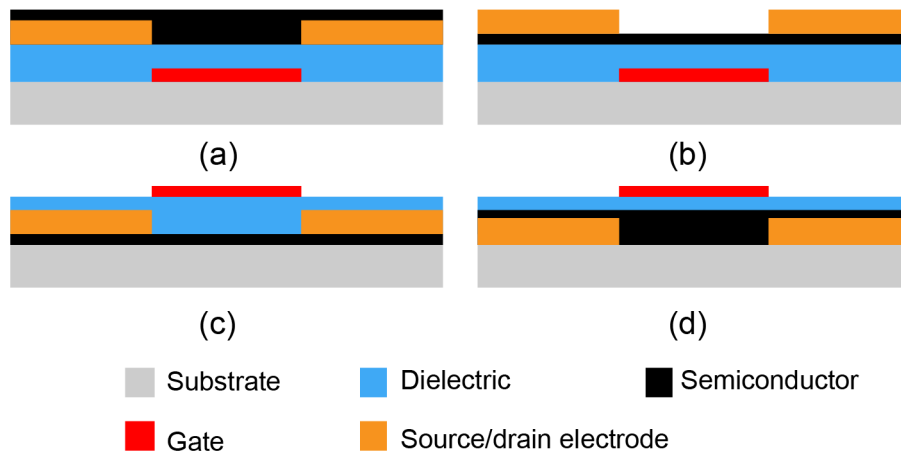 (a)
(b)
(c)
(d)
Substrate
Dielectric
Semiconductor
Gate
Source/drain electrode